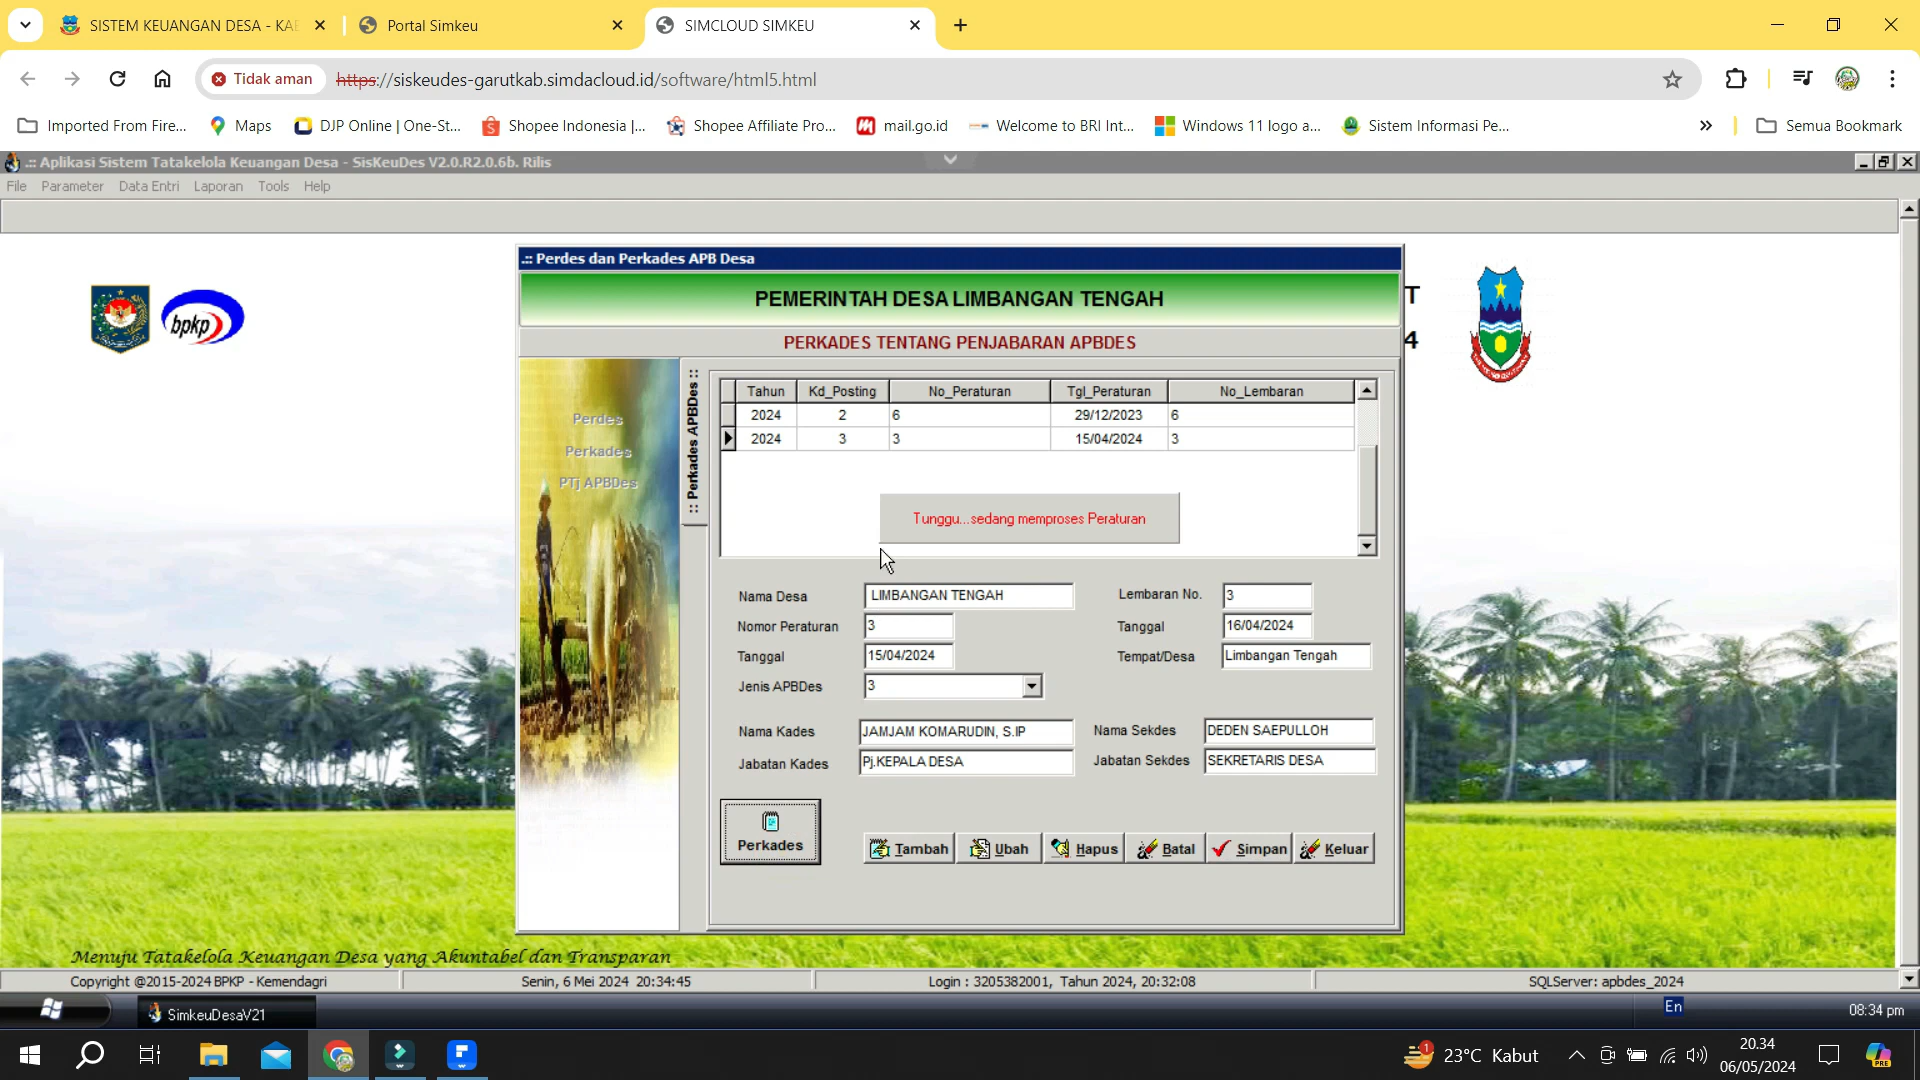 SISTEM KEUANGAN DESA - KAB
Portal Simkeu
SIMCLOUD SIMKEU
Tidak aman
https://siskeudes-garutkab.simdacloud.id/software/html5.html
Imported From Fire...
Maps
DJP Online | One-St...
Shopee Indonesia |...
Shopee Affiliate Pro...
mail.go.id
Welcome to BRI Int...
Windows 11 logo a...
Sistem Informasi Pe...
Semua Bookmark
.:: Aplikasi Sistem Tatakelola Keuangan Desa - SisKeuDes V2.0.R2.0.6b. Rilis
File Parameter Data Entri Laporan Tools Help
.:: Perdes dan Perkades APB Desa
bpkp
PEMERINTAH DESA LIMBANGAN TENGAH
T
4
PERKADES TENTANG PENJABARAN APBDES
Perdes
Perkades
PTj APBDes
:: Perkades APBDes ::
Tahun Kd_Posting No_Peraturan Tgl_Peraturan No_Lembaran
2024 2 6 29/12/2023 6
2024 3 3 15/04/2024 3
Tunggu...sedang memproses Peraturan
Nama Desa LIMBANGAN TENGAH Lembaran No. 3
Nomor Peraturan 3 Tanggal 16/04/2024
Tanggal 15/04/2024 Tempat/Desa Limbangan Tengah
Jenis APBDes 3
Nama Kades JAMJAM KOMARUDIN, S.IP Nama Sekdes DEDEN SAEPULLOH
Jabatan Kades Pj.KEPALA DESA Jabatan Sekdes SEKRETARIS DESA
Perkades
Tambah Ubah Hapus Batal Simpan Keluar
Menuju Tatakelola Keuangan Desa yang Akuntabel dan Transparan
Copyright @2015-2024 BPKP - Kemendagri Senin, 6 Mei 2024 20:34:45 Login : 3205382001, Tahun 2024, 20:32:08 SQLServer: apbdes_2024
SimkeuDesaV21 En 08:34 pm
1 23°C Kabut
20.34
06/05/2024
PRE